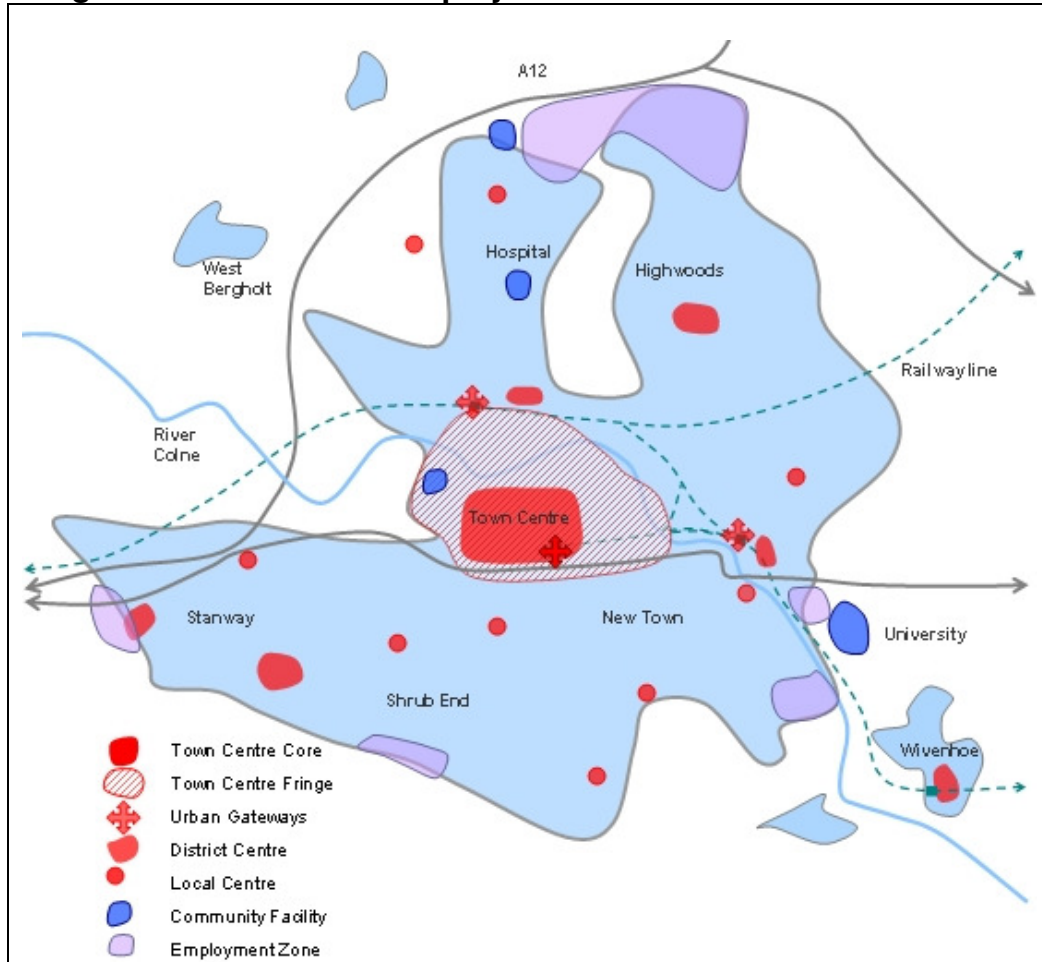 A12
West
Bergholt
Hospital
Highwoods
Railway line
River
Colne
Town Centre
Stanway
New Town
University
Shrub End
Wivenhoe
Town Centre Core
Town Centre Fringe
Urban Gateways
District Centre
Local Centre
Community Facility
Employment Zone